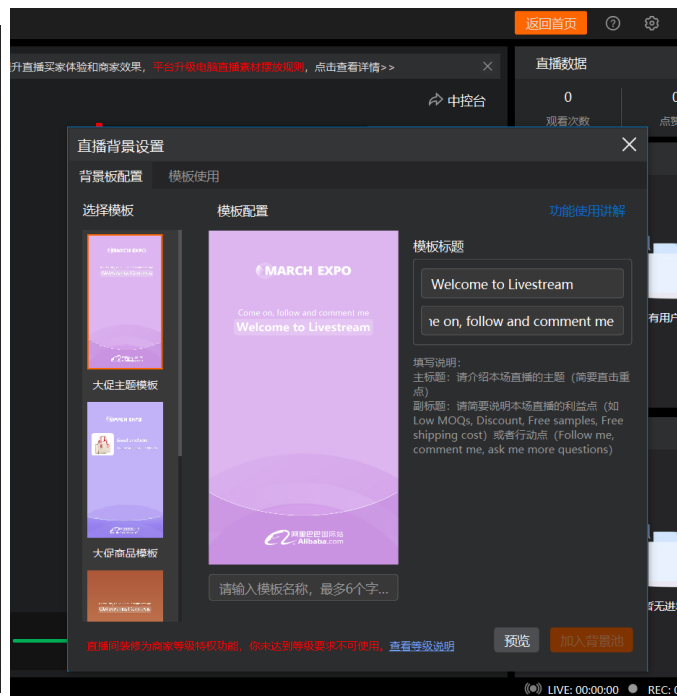 返回首页
升直播买家体验和商家效果，平台升级电脑直播素材摆放规则，点击查看详情>>
直播数据
中控台
0
观看次数
点赞
直播背景设置
背景板配置 模板使用
选择模板
模板配置
功能使用讲解
MARCH EXPO
Come on, follow and comment me
Welcome to Livestream
阿里巴巴国际站
Alibaba.com
大促主题模板
大促商品模板
请输入模板名称，最多6个字...
模板标题
Welcome to Livestream
ne on, follow and comment me
填写说明：
主标题：请介绍本场直播的主题（简要直击重
点）
副标题：请简要说明本场直播的利益点（如
Low MOQs, Discount, Free samples, Free
shipping cost）或者行动点（Follow me,
comment me, ask me more questions)
有用户
暂无进
直播间装修为商家等级特权功能，你未达到等级要求不可使用，查看等级说明
预览
加入背景池
LIVE: 00:00:00
REC: